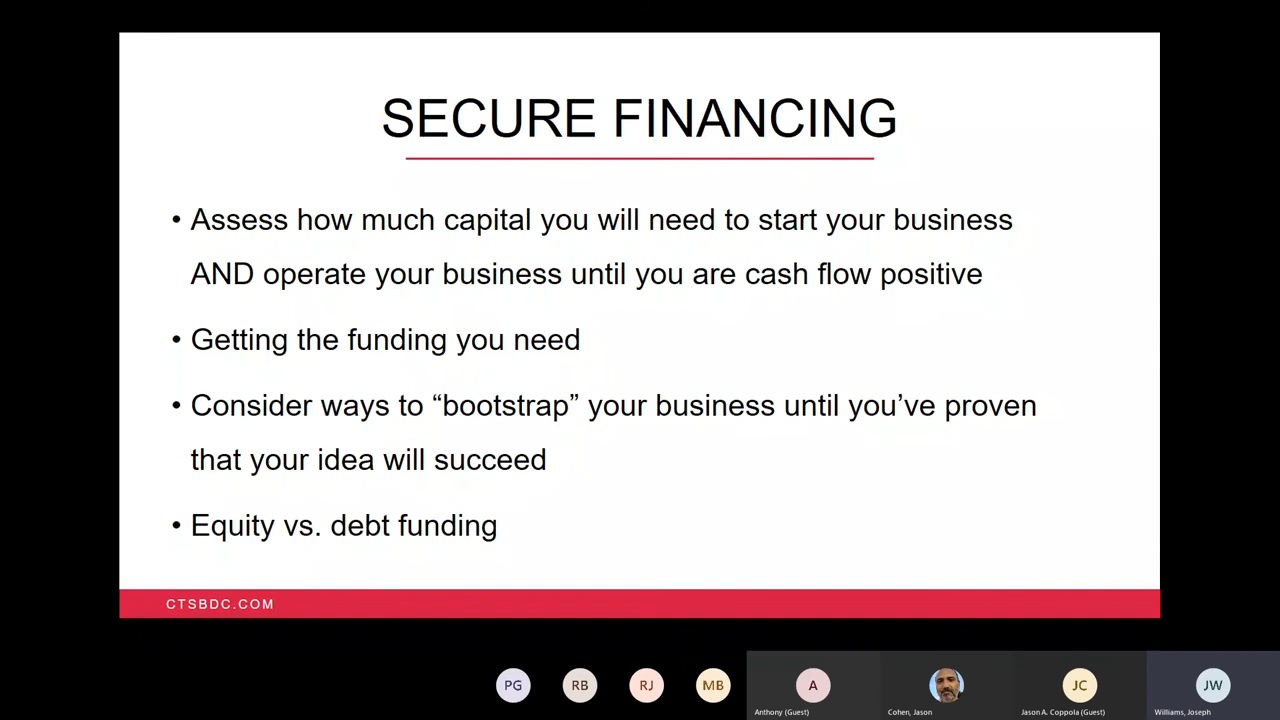 SECURE FINANCING
• Assess how much capital you will need to start your business
AND operate your business until you are cash flow positive
• Getting the funding you need
• Consider ways to “bootstrap” your business until you’ve proven
that your idea will succeed
• Equity vs. debt funding
CTSBDC.COM
PG
RB
RJ
MB
A
JC
JW
Anthony (Guest)
Cohen, Jason
Jason A. Coppola (Guest)
Williams, Joseph